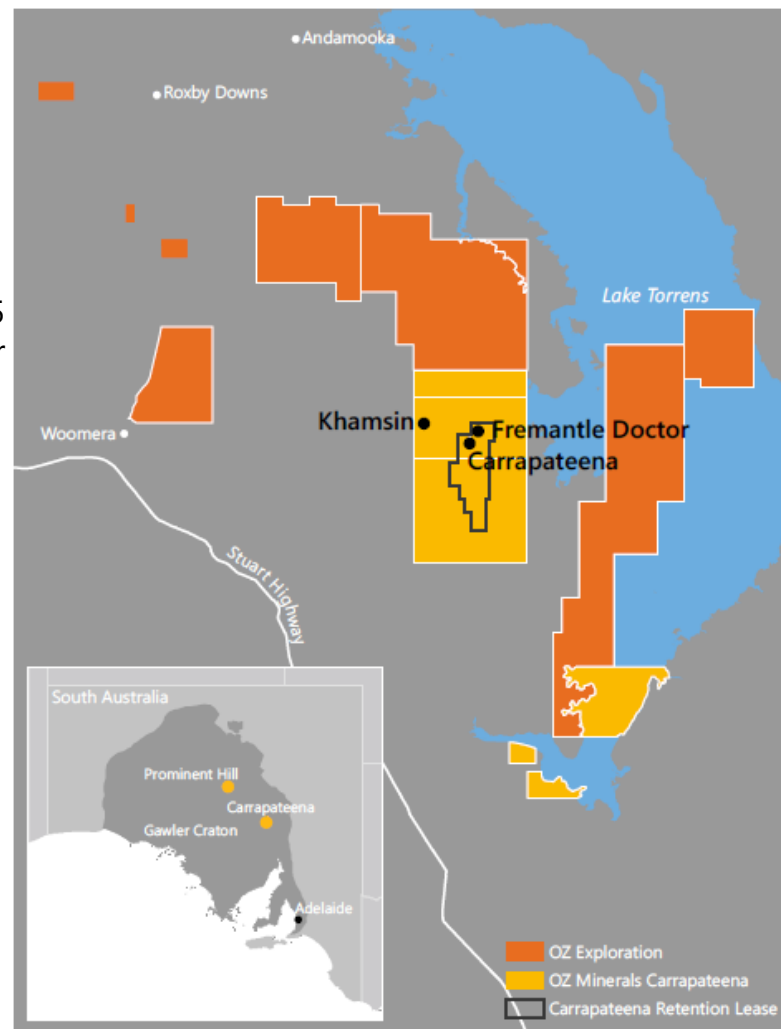 Andamooka
Roxby Downs
Lake Torrens
Khamsin
Fremantle Doctor
Carrapateena
Woomera
Stuart Highway
South Australia
Prominent Hill
Carrapateena
Gawler Craton
Adelaide
OZ Exploration
OZ Minerals Carrapateena
Carrapateena Retention Lease